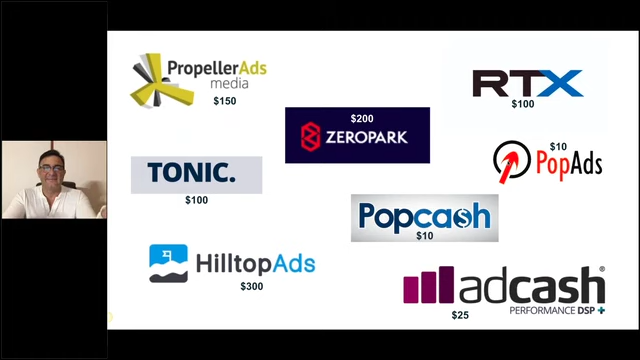 PropellerAds
media
$150
RTX
$100
$200
ZEROPARK
$10
PopAds
TONIC.
$100
Popcash
$10
HilltopAds
$300
adcash®
PERFORMANCE DSP +
$25